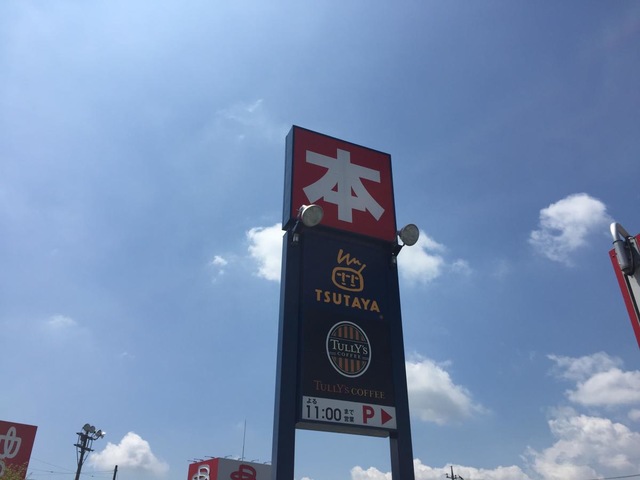 本
TSUTAYA
TULLY'S
COFFEE
TULLY'S COFFEE
よる
11:00 まで
営業
P